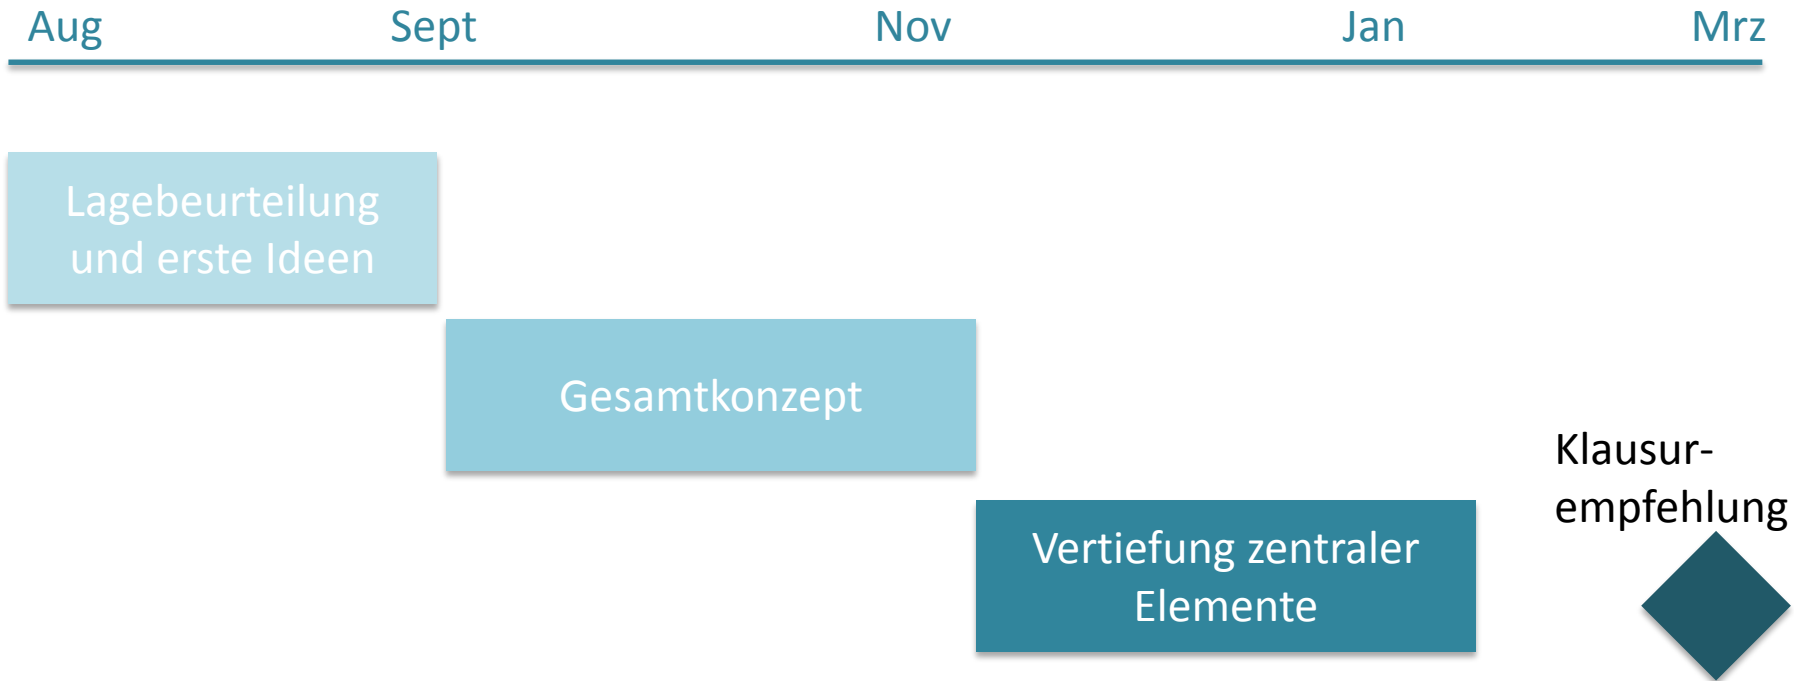 Aug Sept Nov Jan Mrz
Lagebeurteilung
und erste Ideen
Gesamtkonzept
Klausur-
empfehlung
Vertiefung zentraler
Elemente